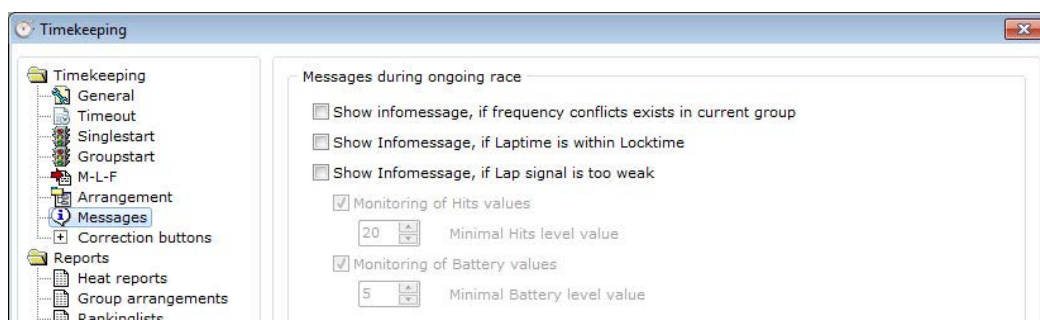 Timekeeping
Timekeeping
General
Timeout
Singlestart
Groupstart
M-L-F
Arrangement
Messages
Correction buttons
Reports
Heat reports
Group arrangements
Rankinglists
Messages during ongoing race
Show infomessage, if frequency conflicts exists in current group
Show Infomessage, if Laptime is within Locktime
Show Infomessage, if Lap signal is too weak
Monitoring of Hits values
20 Minimal Hits level value
Monitoring of Battery values
5 Minimal Battery level value